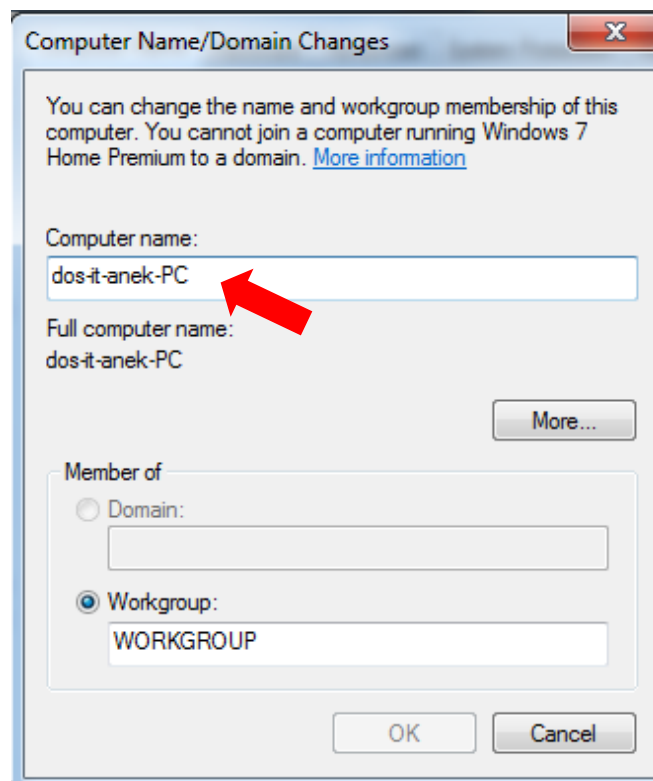 Computer Name/Domain Changes
You can change the name and workgroup membership of this
computer. You cannot join a computer running Windows 7
Home Premium to a domain. More information
Computer name:
dos-it-anek-PC
Full computer name:
dos-it-anek-PC
More...
Member of
Domain:
Workgroup:
WORKGROUP
OK
Cancel